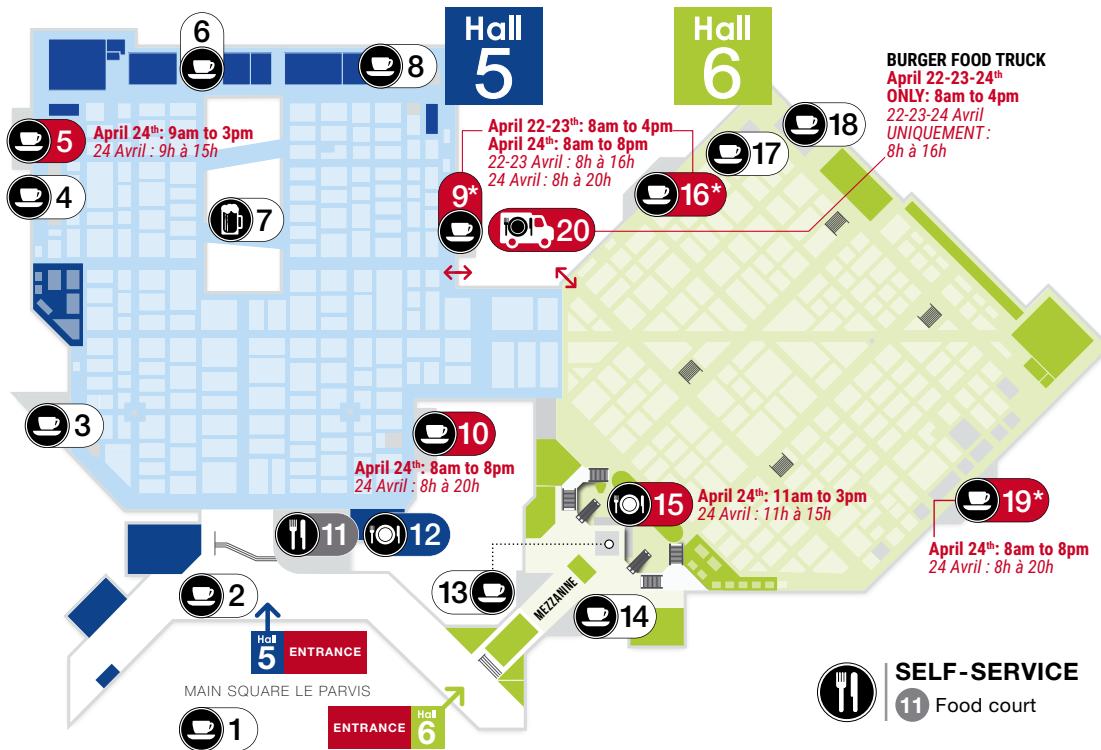 6
8
Hall
5
Hall
6
BURGER FOOD TRUCK
April 22-23-24th
ONLY: 8am to 4pm
22-23-24 Avril
UNIQUEMENT :
8h à 16h
5
April 24th: 9am to 3pm
24 Avril : 9h à 15h
April 22-23th: 8am to 4pm
April 24th: 8am to 8pm
22-23 Avril : 8h à 16h
24 Avril : 8h à 20h
18
17
4
7
9*
20
16*
3
10
April 24th: 8am to 8pm
24 Avril : 8h à 20h
15
April 24th: 11am to 3pm
24 Avril : 11h à 15h
19*
April 24th: 8am to 8pm
24 Avril : 8h à 20h
11
12
13
MEZZANINE
14
2
Hall
5
ENTRANCE
MAIN SQUARE LE PARVIS
1
ENTRANCE
Hall
6
SELF-SERVICE
11 Food court